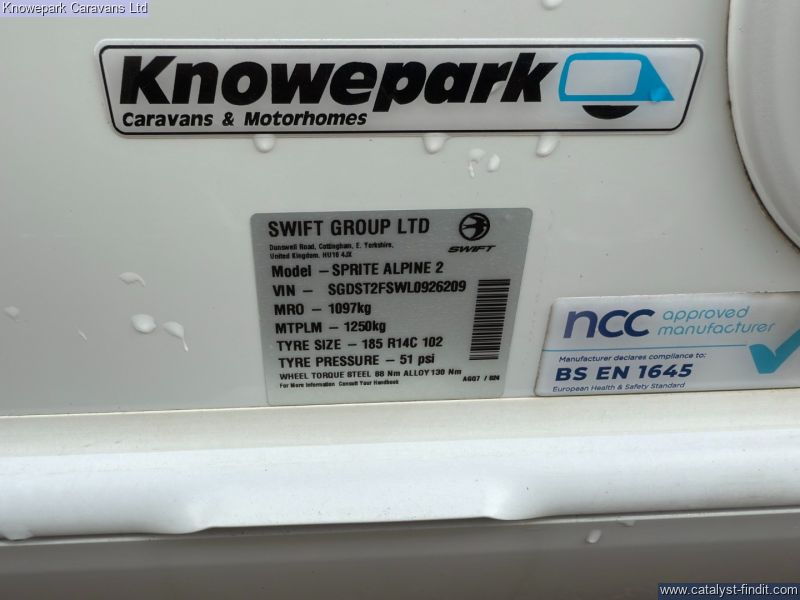 Knowepark Caravans Ltd
Knowepark
Caravans & Motorhomes
SWIFT GROUP LTD
SWIFT
Dunswell Road, Cottingham, E. Yorkshire,
United Kingdom, HU16 4JX
Model – SPRITE ALPINE 2
VIN – SGDST2FSWL0926209
MRO – 1097kg
MTPLM – 1250kg
TYRE SIZE – 185 R14C 102
TYRE PRESSURE – 51 psi
WHEEL TORQUE STEEL 88 Nm ALLOY 130 Nm
For More Information Consult Your Handbook
ncc approved
manufacturer
Manufacturer declares compliance to:
BS EN 1645
European Health & Safety Standard
www.catalyst-findit.com